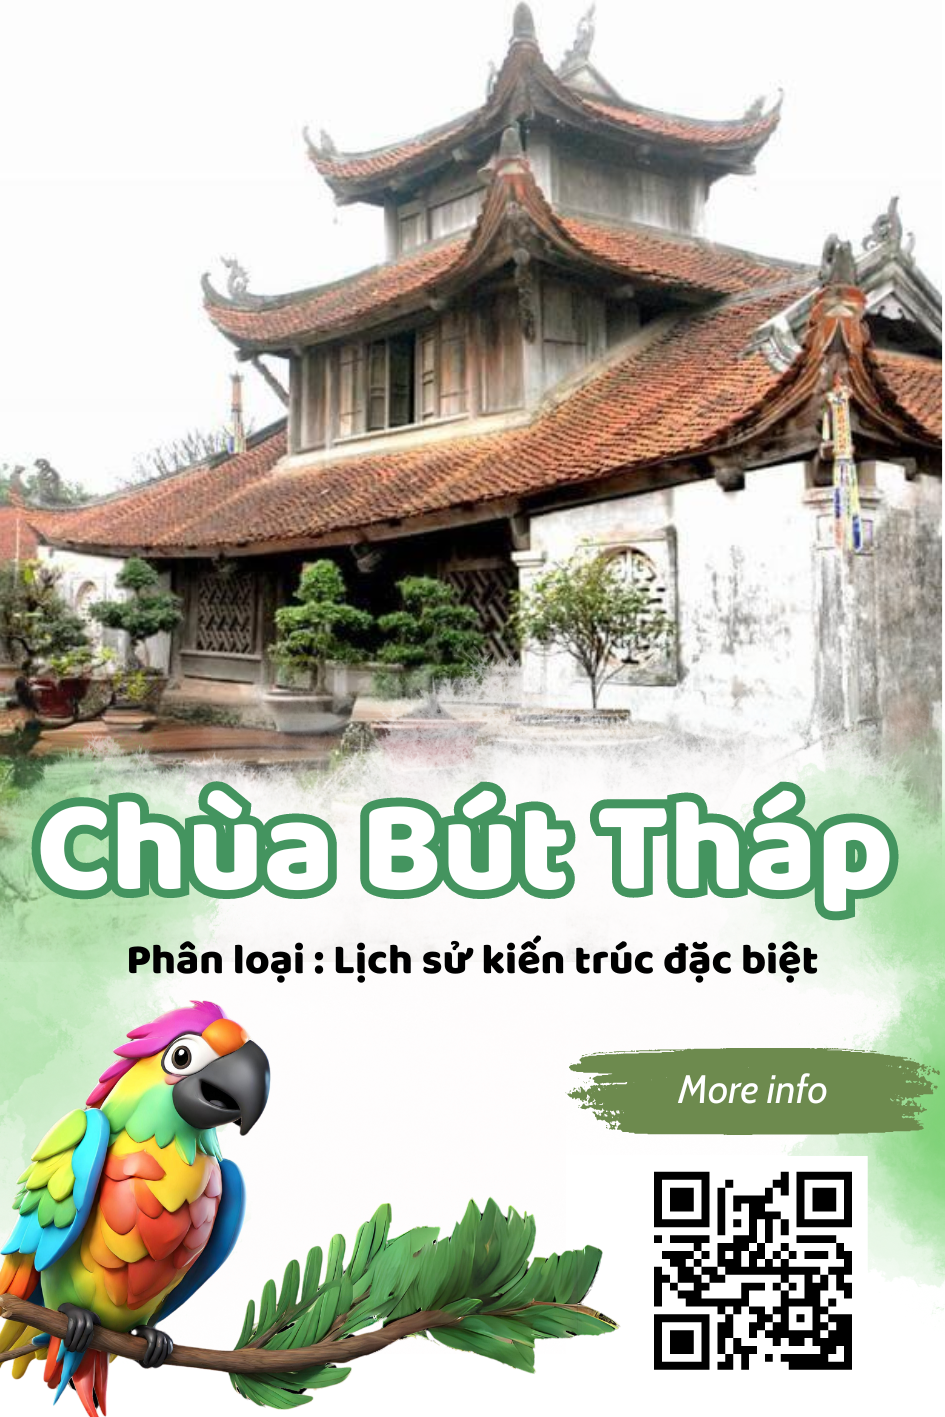 Chùa Bút Tháp
Phân loại : Lịch sử kiến trúc đặc biệt
More info